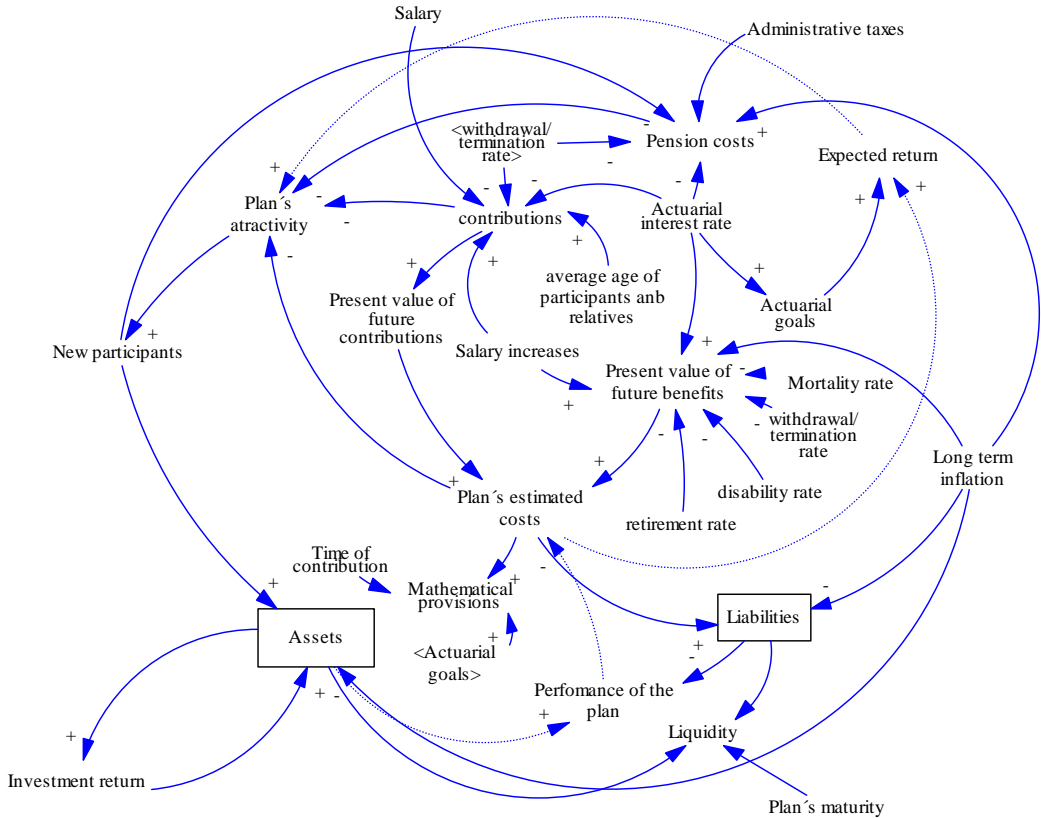 Salary
Administrative taxes
<withdrawal/
termination
rate>
-
+
Pension costs
-
Expected return
+
-
-
-
-
+
+
Plan´s
atractivity
-
-
contributions
Actuarial
interest rate
+
-
+
+
+
average age of
participants anb
relatives
Present value of
future
contributions
Actuarial
goals
+
New participants
Salary increases
+
Present value of
future benefits
-
Mortality rate
+
-
withdrawal/
termination
rate
-
-
+
Long term
inflation
+
Plan´s estimated
costs
disability rate
retirement rate
Time of
contribution
-
+
+
Mathematical
provisions
-
Liabilities
Assets
+
<Actuarial
goals>
+
-
+
-
Perfomance of the
plan
+
+
Liquidity
Investment return
Plan´s maturity